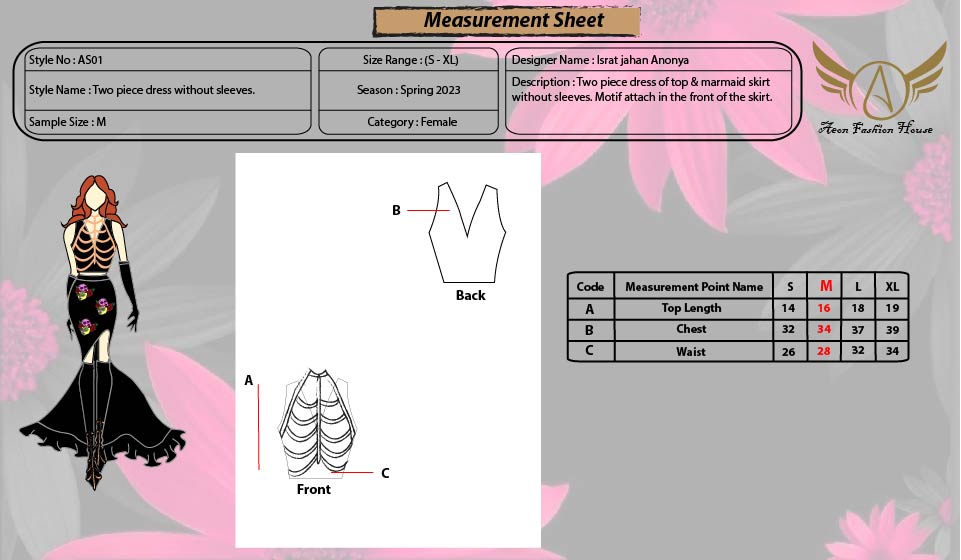 Measurement Sheet
Style No : AS01
Size Range : (S - XL)
Designer Name : Israt jahan Anonya
Style Name : Two piece dress without sleeves.
Season : Spring 2023
Description : Two piece dress of top & marmaid skirt
without sleeves. Motif attach in the front of the skirt.
Sample Size : M
Category : Female
A
Aeon Fashion House
B
Back
A
C
Front
Code Measurement Point Name S M L XL
A Top Length 14 16 18 19
B Chest 32 34 37 39
C Waist 26 28 32 34